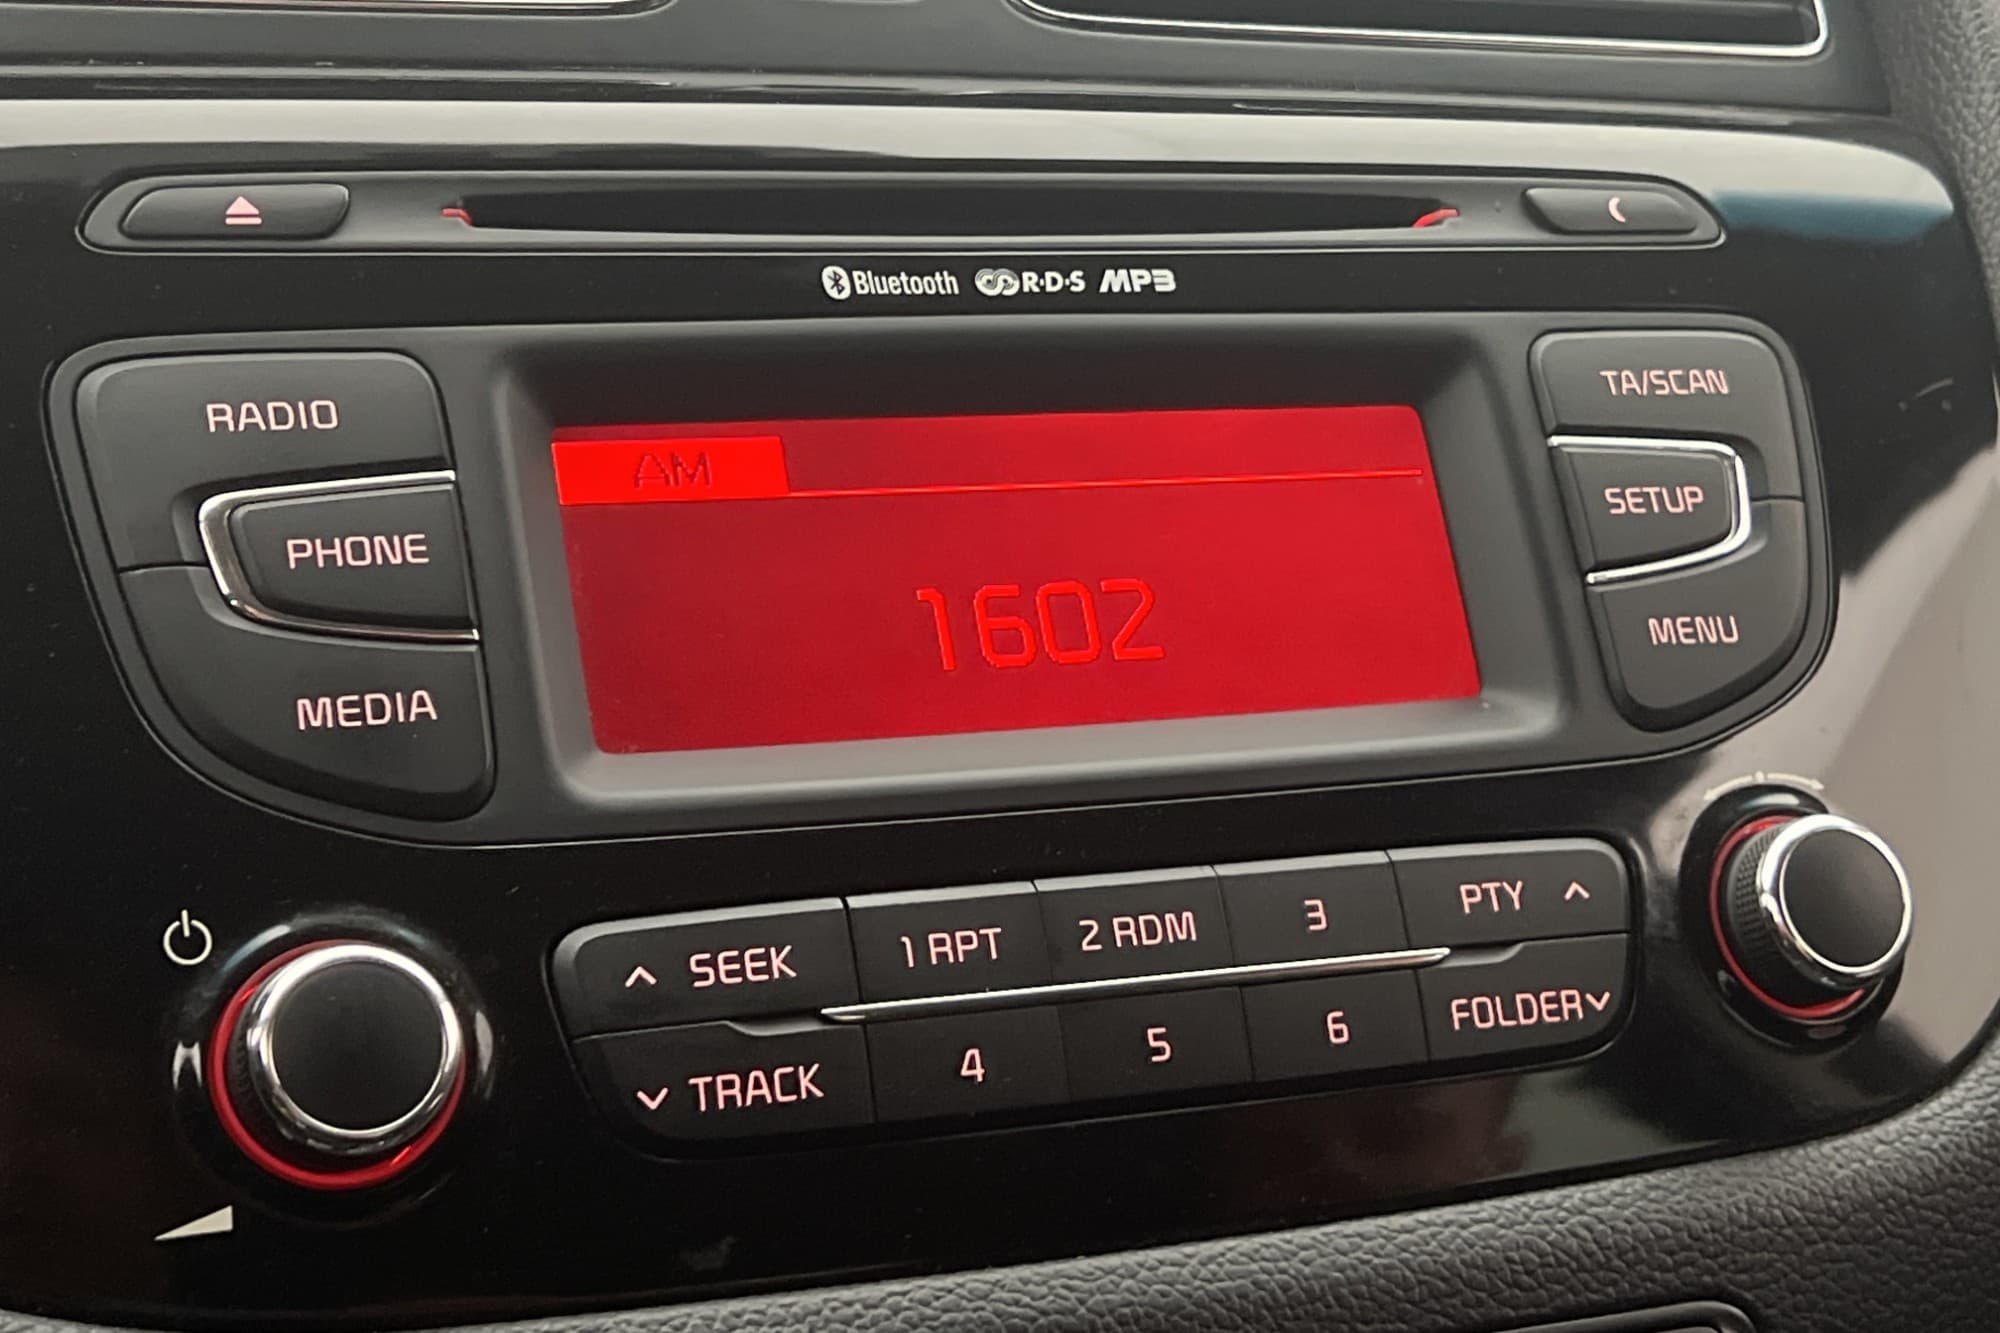 Bluetooth R·D·S MP3
RADIO
PHONE
MEDIA
AM
1602
TA/SCAN
SETUP
MENU
SEEK
TRACK
1 RPT
2 RDM
3
4
5
6
PTY
FOLDER